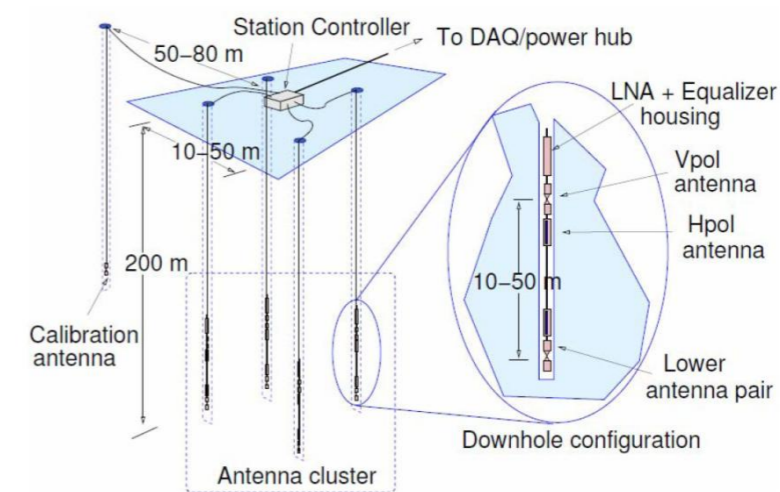 Station Controller
50–80 m
To DAQ/power hub
LNA + Equalizer
housing
10–50 m
Vpol
antenna
Hpol
antenna
200 m
10–50 m
Calibration
antenna
Lower
antenna pair
Downhole configuration
Antenna cluster